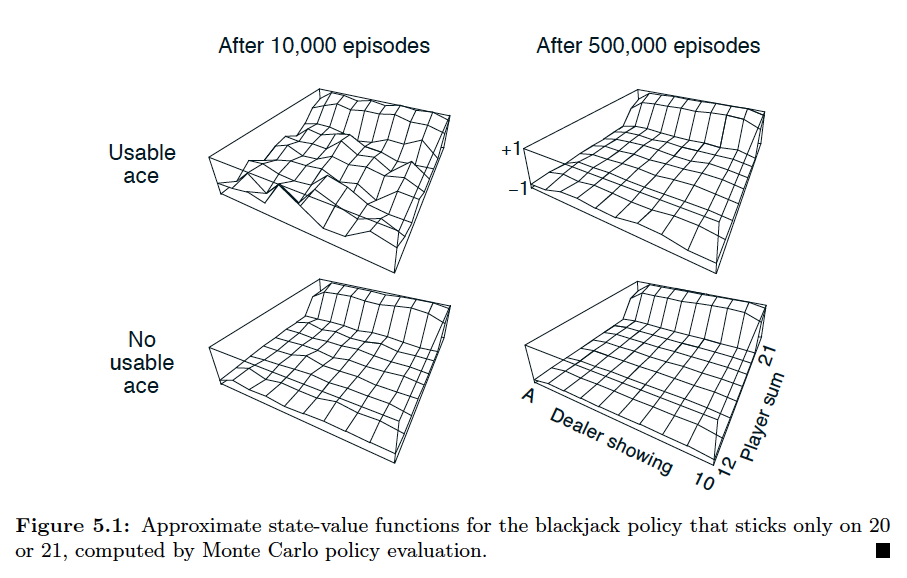 After 10,000 episodes
After 500,000 episodes
Usable
ace
+1
−1
No
usable
ace
A
Dealer showing
10
12
Player sum
21
Figure 5.1: Approximate state-value functions for the blackjack policy that sticks only on 20
or 21, computed by Monte Carlo policy evaluation.